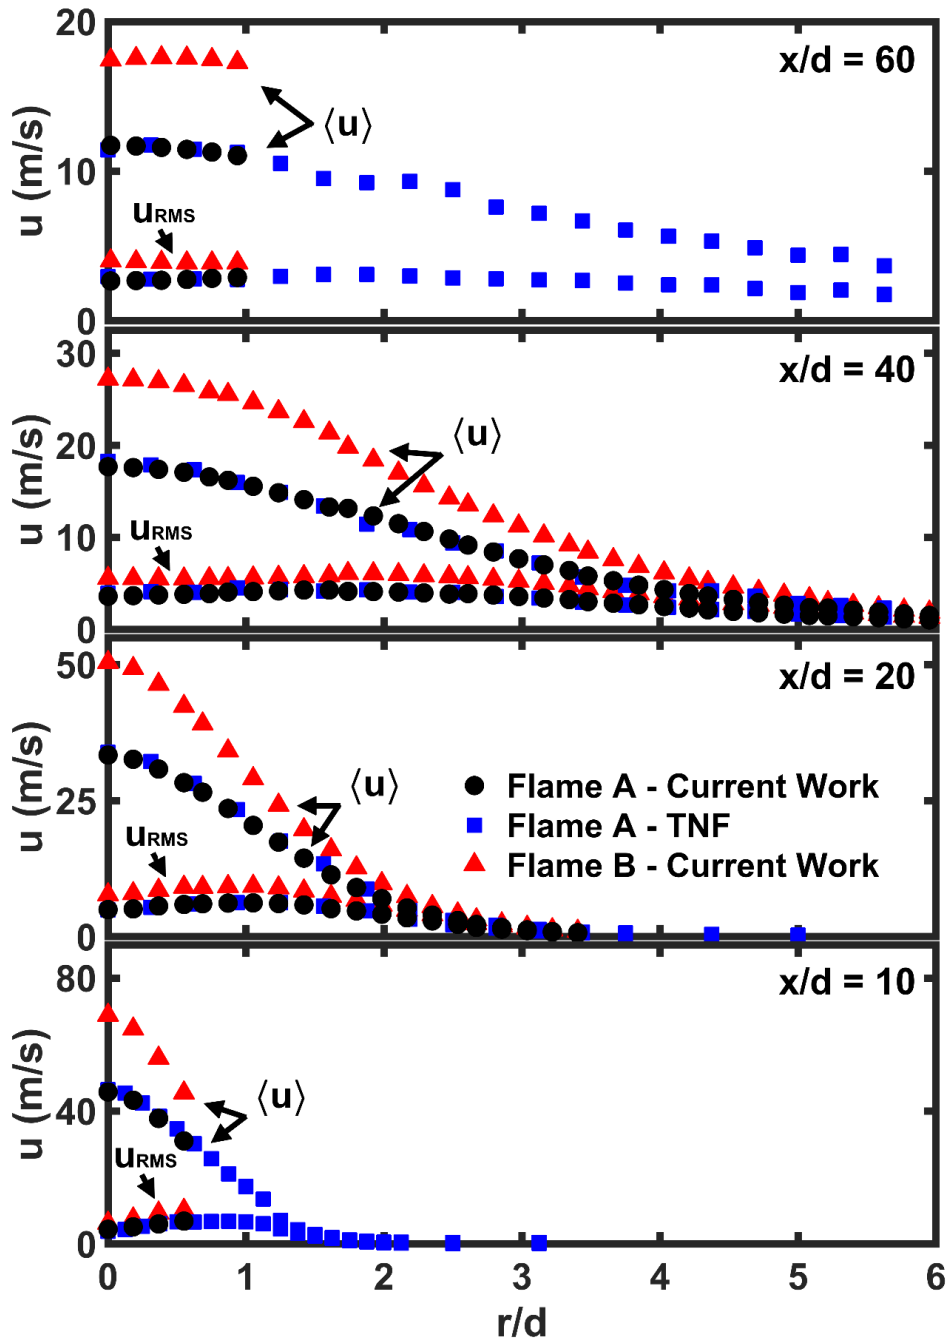 20
x/d = 60
⟨u⟩
10
u (m/s)
uRMS
0
30
x/d = 40
⟨u⟩
20
u (m/s)
uRMS
10
0
50
x/d = 20
⟨u⟩
Flame A - Current Work
25
Flame A - TNF
u (m/s)
uRMS
Flame B - Current Work
0
80
x/d = 10
⟨u⟩
40
u (m/s)
uRMS
0
0 1 2 3 4 5 6
r/d